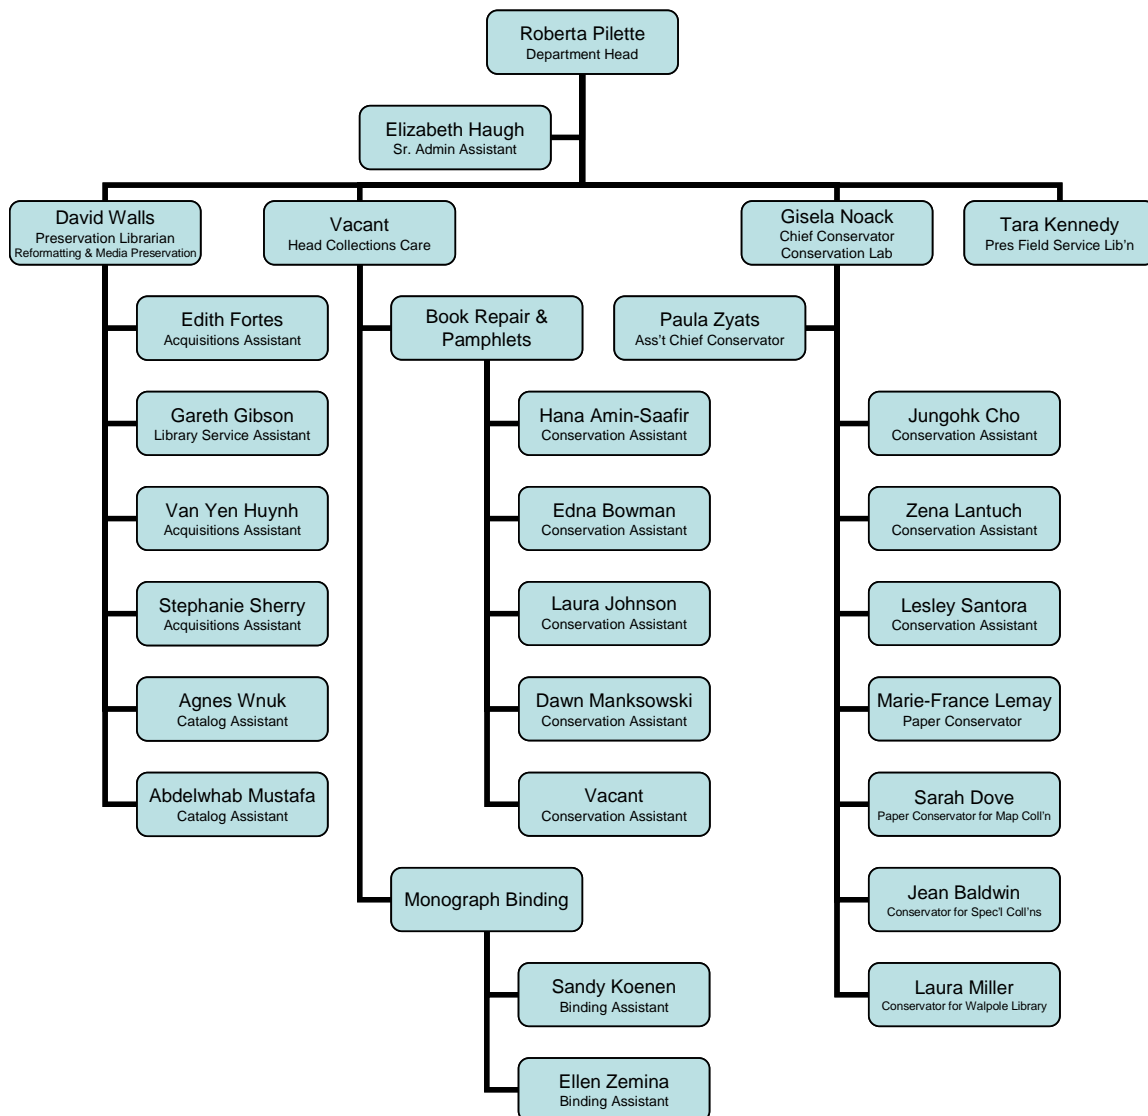 Roberta Pilette
Department Head
Elizabeth Haugh
Sr. Admin Assistant
David Walls
Preservation Librarian
Reformatting & Media Preservation
Vacant
Head Collections Care
Gisela Noack
Chief Conservator
Conservation Lab
Tara Kennedy
Pres Field Service Lib'n
Edith Fortes
Acquisitions Assistant
Gareth Gibson
Library Service Assistant
Van Yen Huynh
Acquisitions Assistant
Stephanie Sherry
Acquisitions Assistant
Agnes Wnuk
Catalog Assistant
Abdelwhab Mustafa
Catalog Assistant
Book Repair &
Pamphlets
Hana Amin-Saafir
Conservation Assistant
Edna Bowman
Conservation Assistant
Laura Johnson
Conservation Assistant
Dawn Manksowski
Conservation Assistant
Vacant
Conservation Assistant
Monograph Binding
Sandy Koenen
Binding Assistant
Ellen Zemina
Binding Assistant
Paula Zyats
Ass't Chief Conservator
Jungohk Cho
Conservation Assistant
Zena Lantuch
Conservation Assistant
Lesley Santora
Conservation Assistant
Marie-France Lemay
Paper Conservator
Sarah Dove
Paper Conservator for Map Coll'n
Jean Baldwin
Conservator for Spec'l Coll'ns
Laura Miller
Conservator for Walpole Library